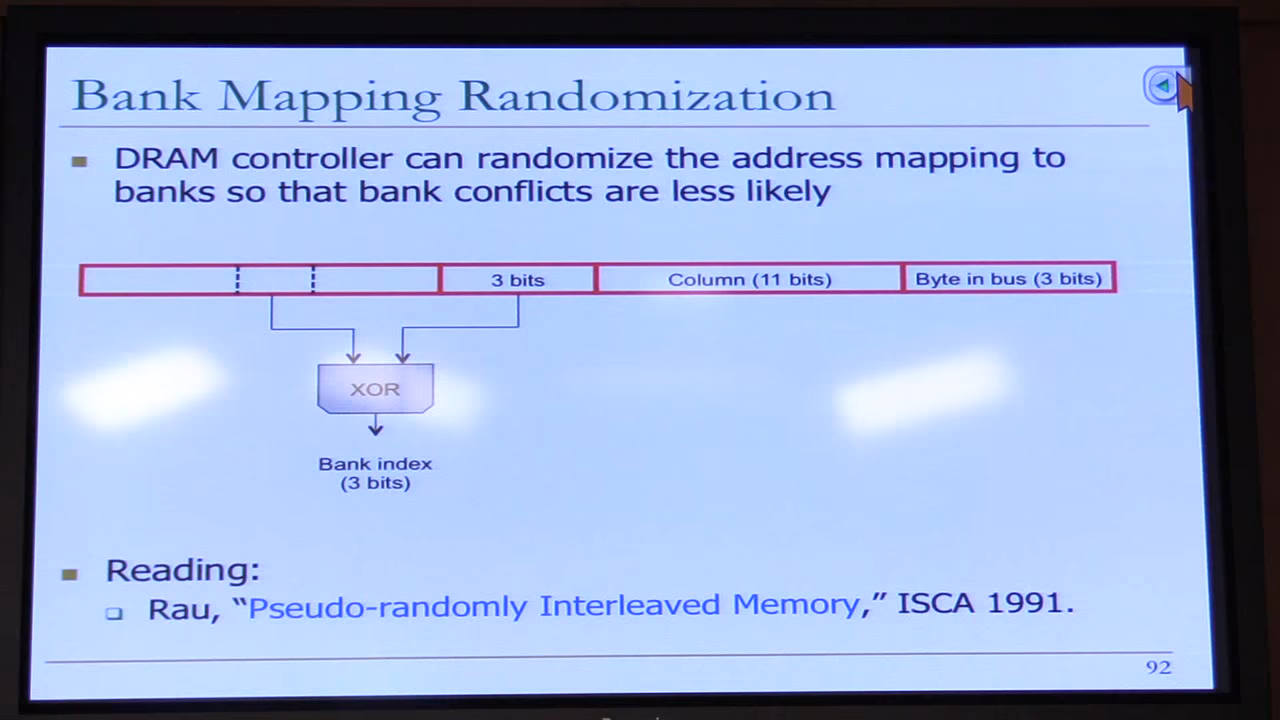 Bank Mapping Randomization
DRAM controller can randomize the address mapping to
banks so that bank conflicts are less likely
3 bits
Column (11 bits)
Byte in bus (3 bits)
XOR
Bank index
(3 bits)
Reading:
Rau, “Pseudo-randomly Interleaved Memory,” ISCA 1991.
92